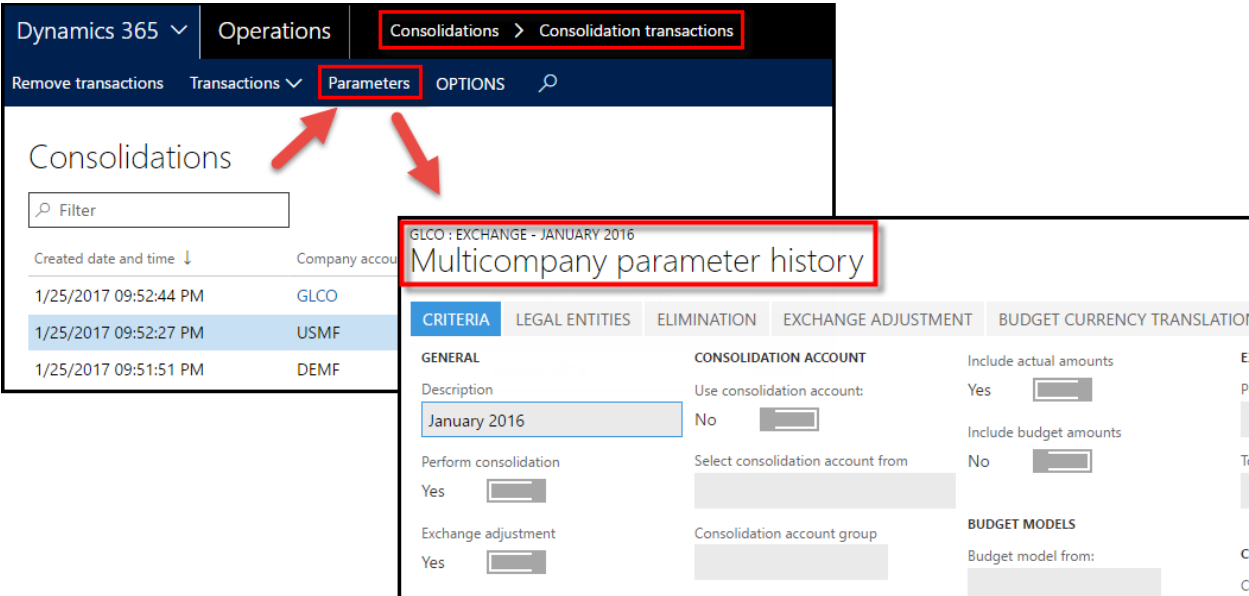 Dynamics 365 Operations Consolidations > Consolidation transactions
Remove transactions Transactions Parameters OPTIONS
Consolidations
Filter
Created date and time ↓ Company accou
1/25/2017 09:52:44 PM GLCO
1/25/2017 09:52:27 PM USMF
1/25/2017 09:51:51 PM DEMF
GLCO : EXCHANGE - JANUARY 2016
Multicompany parameter history
CRITERIA LEGAL ENTITIES ELIMINATION EXCHANGE ADJUSTMENT BUDGET CURRENCY TRANSLATION
GENERAL
Description
January 2016
Perform consolidation
Yes
Exchange adjustment
Yes
CONSOLIDATION ACCOUNT
Use consolidation account:
No
Select consolidation account from
Consolidation account group
Include actual amounts
Yes
Include budget amounts
No
BUDGET MODELS
Budget model from: